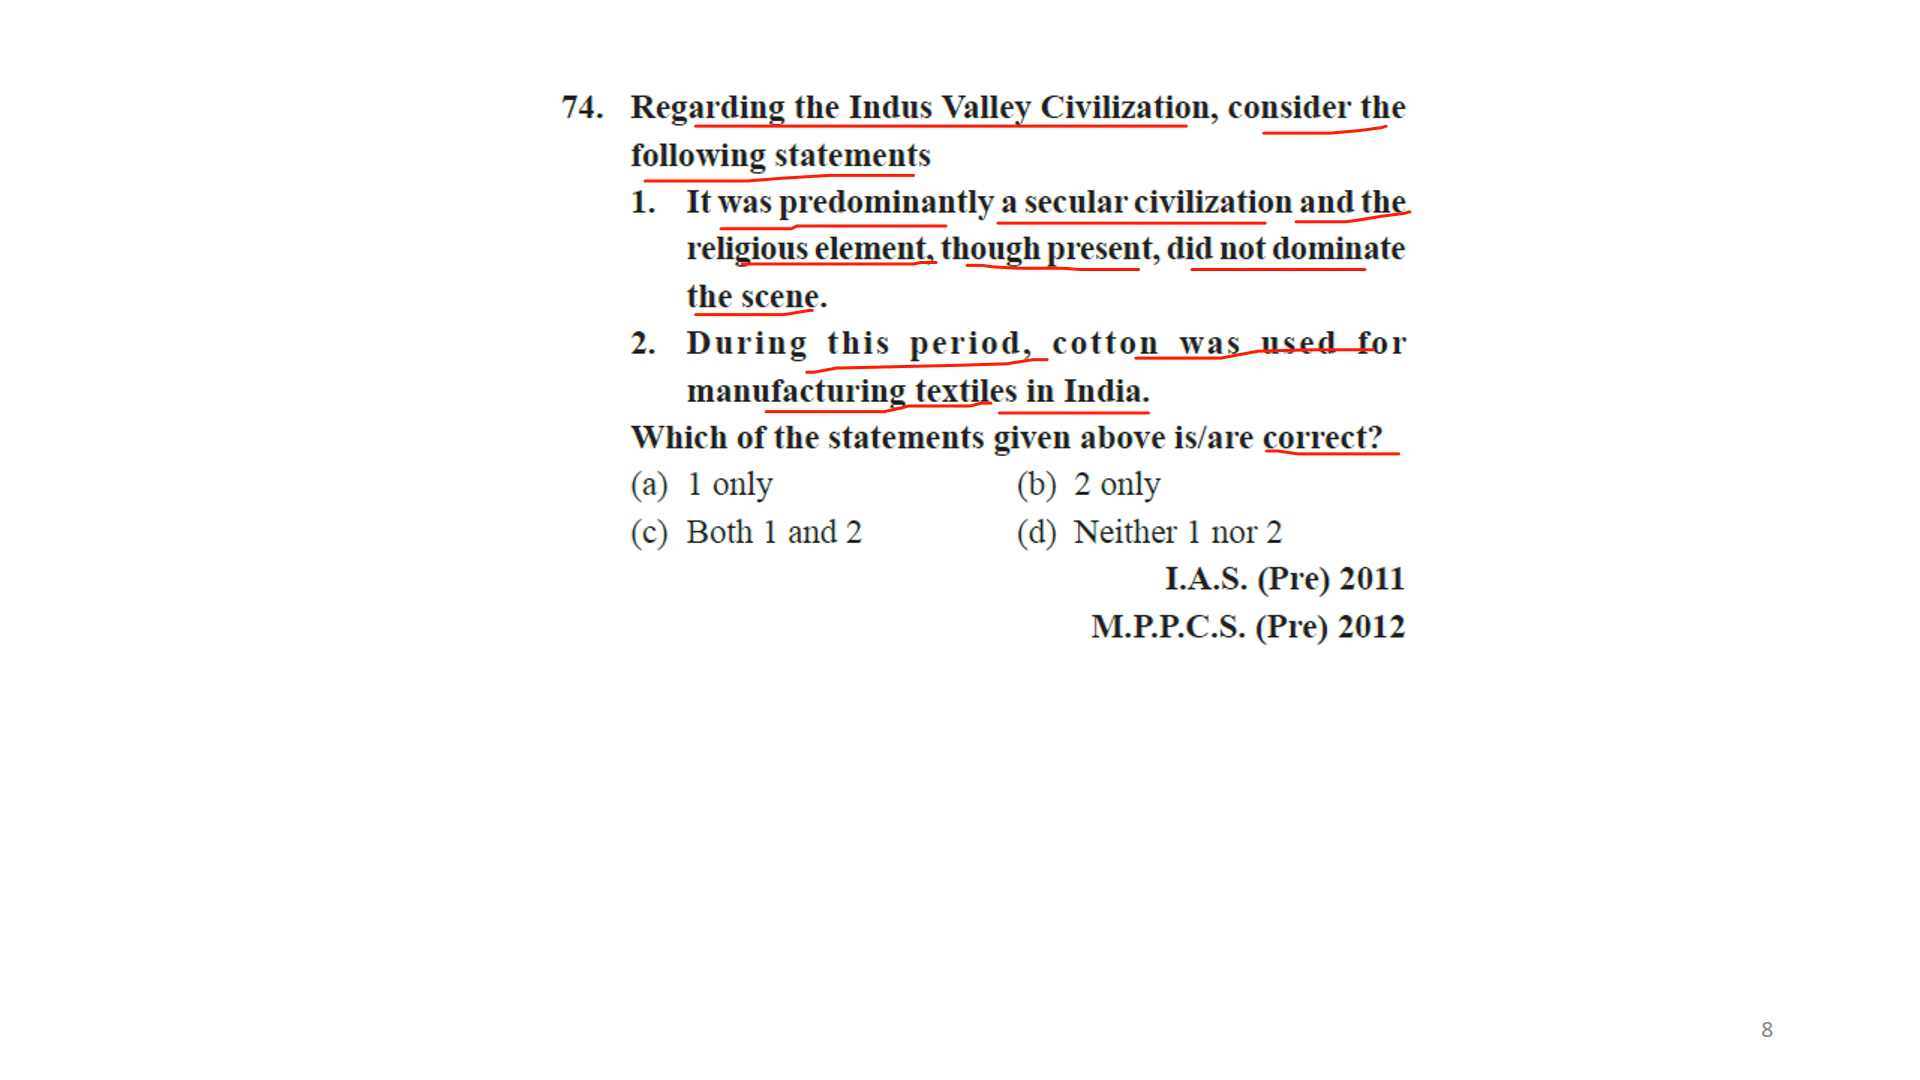 74. Regarding the Indus Valley Civilization, consider the
following statements
1. It was predominantly a secular civilization and the
religious element, though present, did not dominate
the scene.
2. During this period, cotton was used for
manufacturing textiles in India.
Which of the statements given above is/are correct?
(a) 1 only (b) 2 only
(c) Both 1 and 2 (d) Neither 1 nor 2
I.A.S. (Pre) 2011
M.P.P.C.S. (Pre) 2012
8